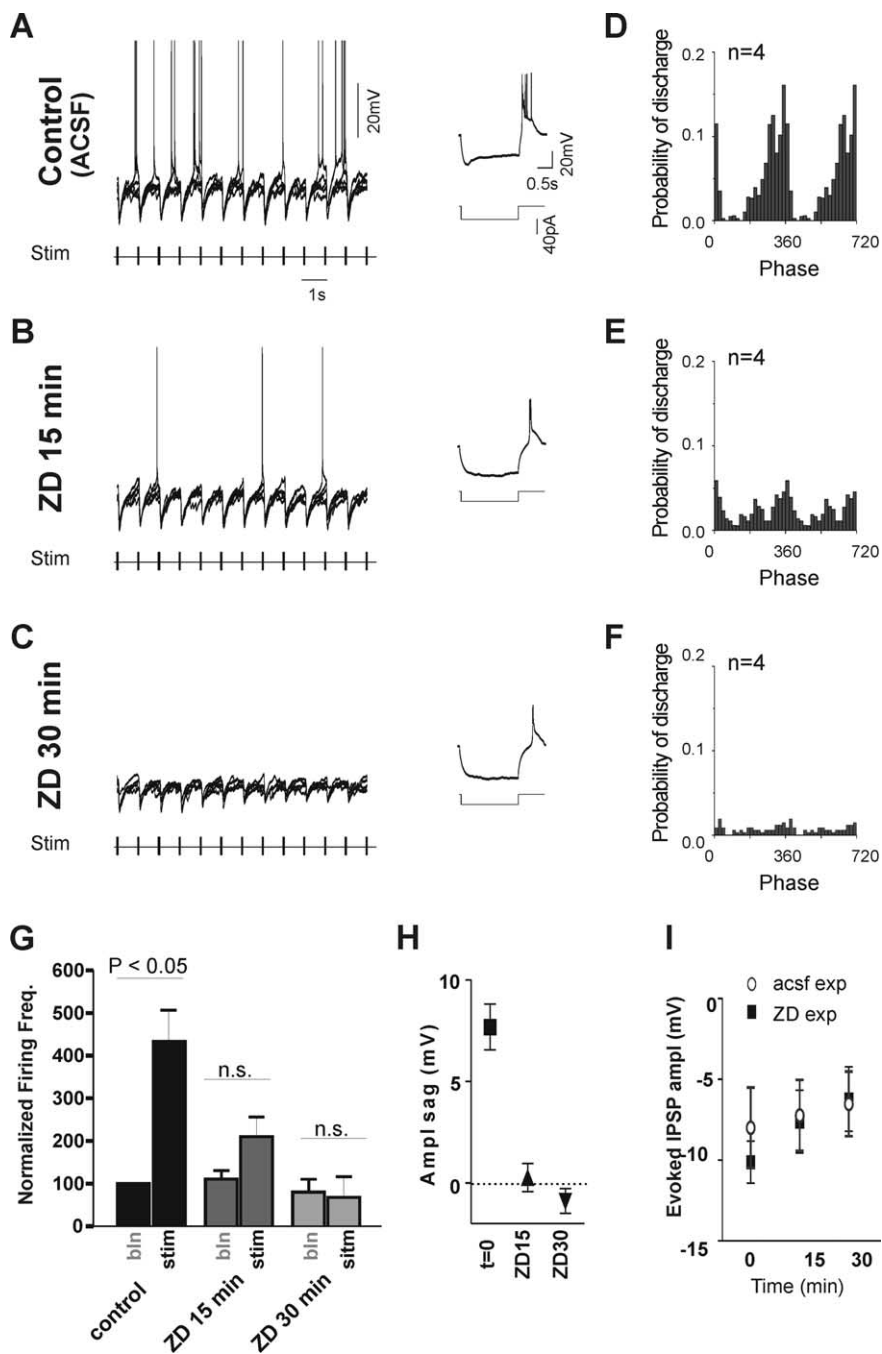 A
Control
(ACSF)
20mV
20mV
0.5s
40pA
Stim
1s
D
n=4
Probability of discharge
0.2
0.1
0.0
0
360
720
Phase
B
ZD 15 min
Stim
E
n=4
Probability of discharge
0.2
0.1
0.0
0
360
720
Phase
C
ZD 30 min
Stim
F
n=4
Probability of discharge
0.2
0.1
0.0
0
360
720
Phase
G
Normalized Firing Freq.
600
500
400
300
200
100
0
P < 0.05
n.s.
n.s.
bln
stim
bln
stim
bln
sitm
control
ZD 15 min
ZD 30 min
H
Ampl sag (mV)
10
5
0
t=0
ZD15
ZD30
I
acsf exp
ZD exp
Evoked IPSP ampl (mV)
0
-5
-10
-15
0
15
30
Time (min)